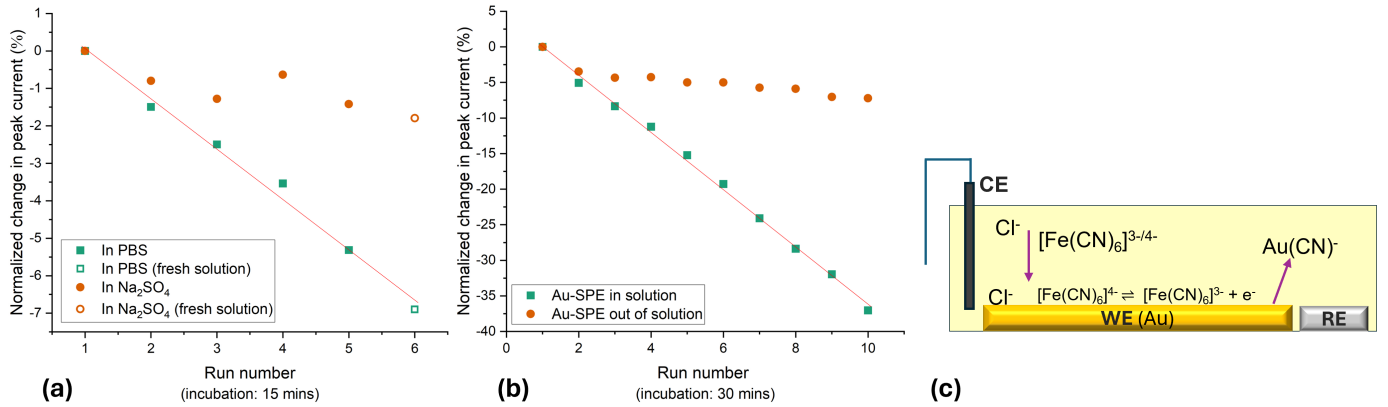 Normalized change in peak current (%)
1
0
-1
-2
-3
-4
-5
-6
-7
In PBS
In PBS (fresh solution)
In Na₂SO₄
In Na₂SO₄ (fresh solution)
1 2 3 4 5 6
Run number
(incubation: 15 mins)
(a)
Normalized change in peak current (%)
5
0
-5
-10
-15
-20
-25
-30
-35
-40
Au-SPE in solution
Au-SPE out of solution
0 2 4 6 8 10
Run number
(incubation: 30 mins)
(b)
CE
Cl⁻
[Fe(CN)₆]³⁻/⁴⁻
Au(CN)⁻
Cl⁻
[Fe(CN)₆]⁴⁻ ⇌ [Fe(CN)₆]³⁻ + e⁻
WE (Au)
RE
(c)